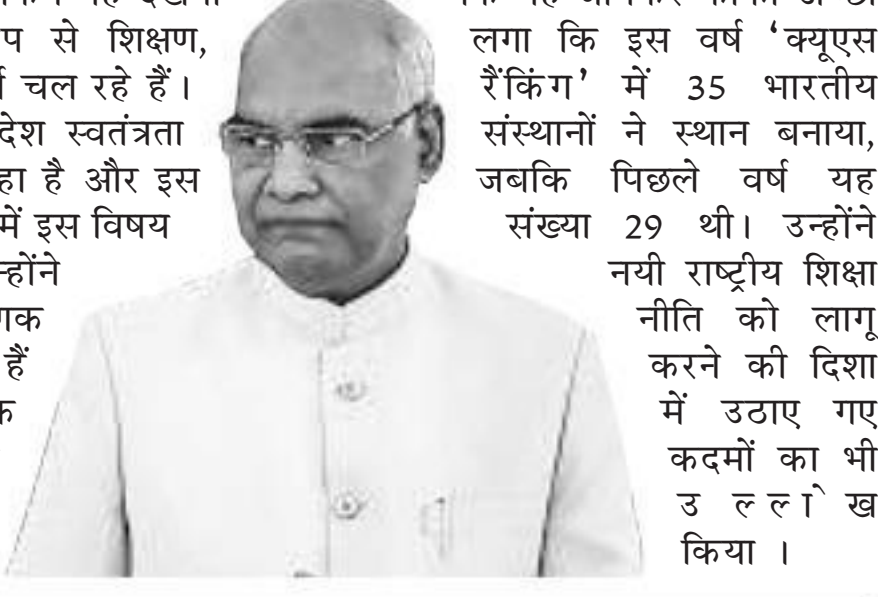 प से शिक्षण,
चल रहे हैं।
देश स्वतंत्रता
हा है और इस
में इस विषय
न्होंने
हैं
लगा कि इस वर्ष ‘क्यूएस
रैंकिंग’ में 35 भारतीय
संस्थानों ने स्थान बनाया,
जबकि पिछले वर्ष यह
संख्या 29 थी। उन्होंने
नयी राष्ट्रीय शिक्षा
नीति को लागू
करने की दिशा
में उठाए गए
कदमों का भी
उल्लेख
किया ।